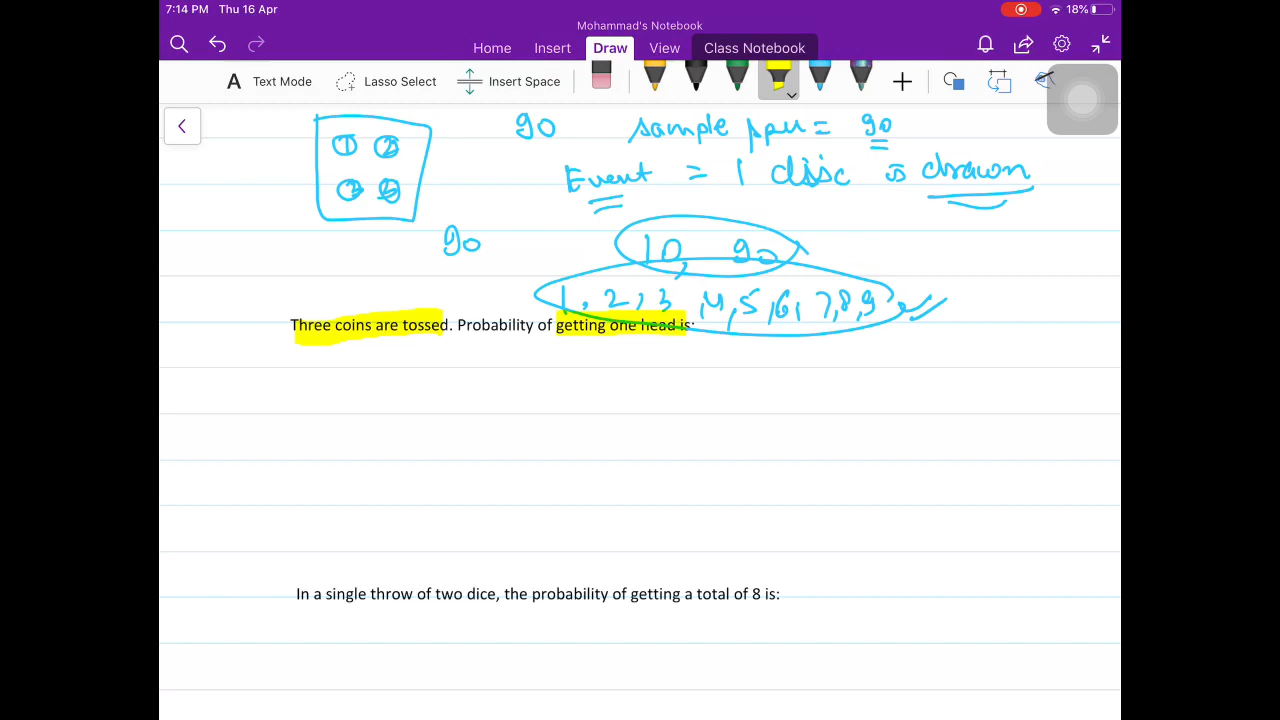 7:14 PM Thu 16 Apr 18%
Mohammad's Notebook
Home Insert Draw View Class Notebook
A Text Mode Lasso Select Insert Space
1 2 90 sample = 90
3 Event = 1 disc is drawn
90 10, 90
1, 2, 3, 4, 5, 6, 7, 8, 9
Three coins are tossed. Probability of getting one head is:
In a single throw of two dice, the probability of getting a total of 8 is: